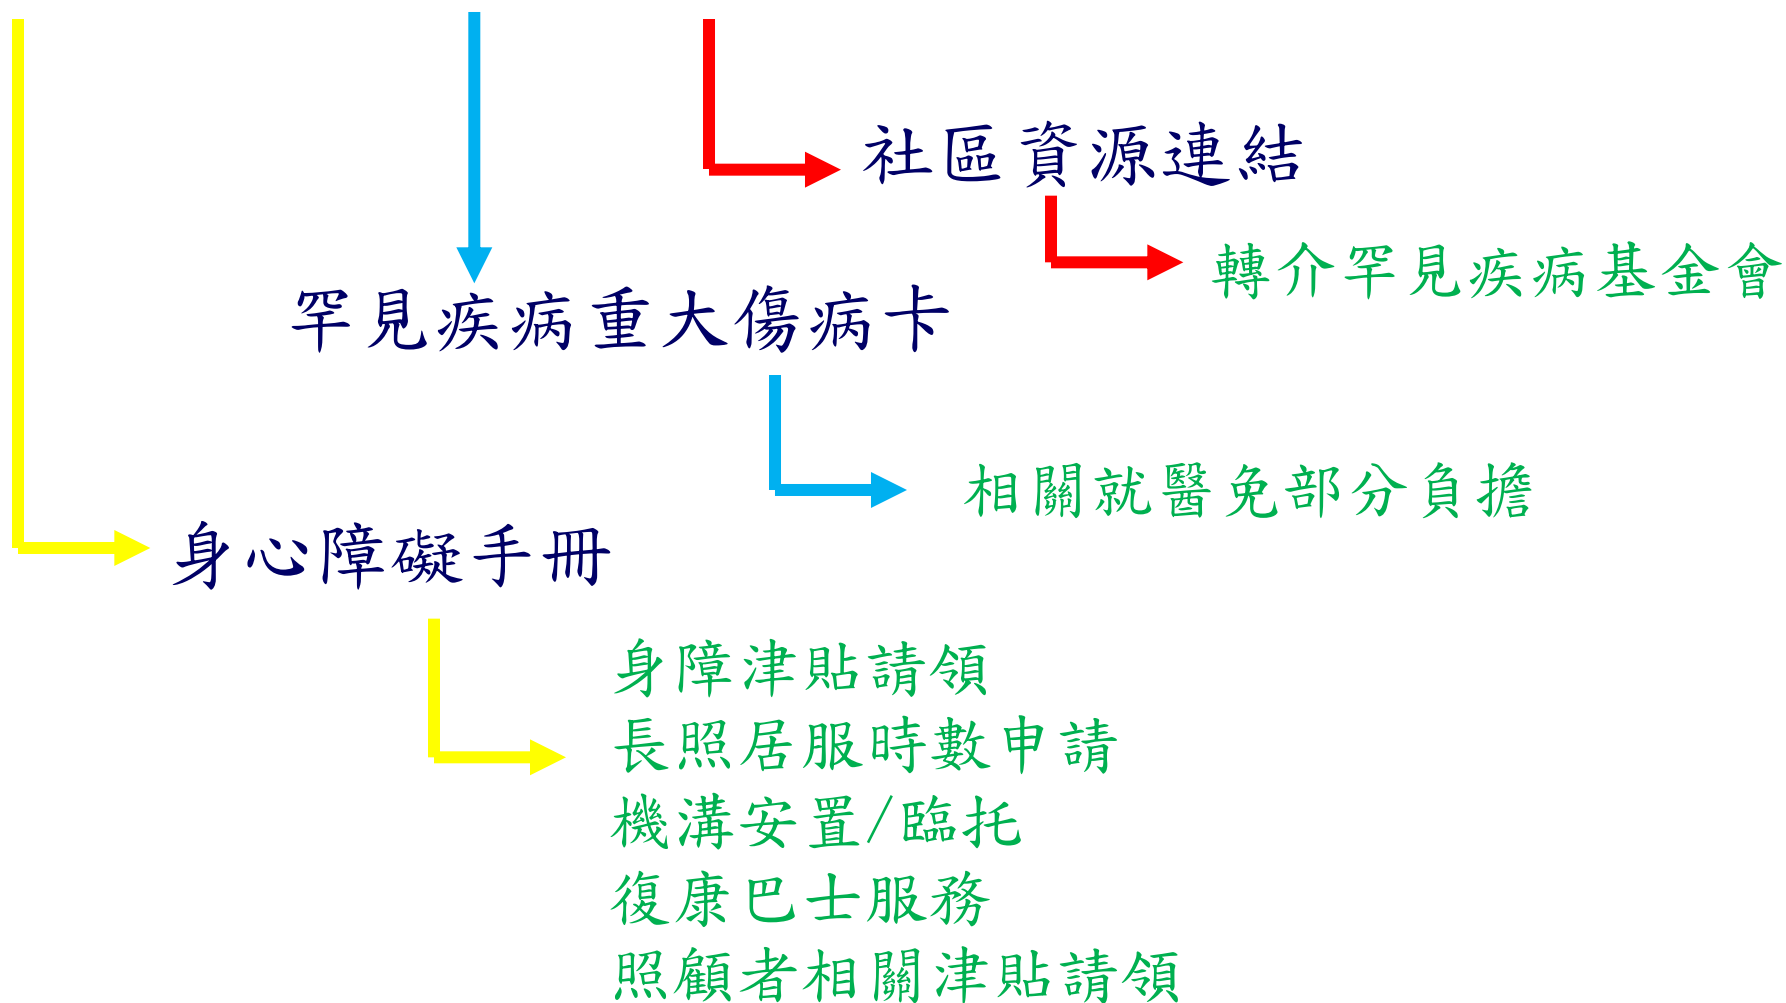 社區資源連結
轉介罕見疾病基金會
罕見疾病重大傷病卡
相關就醫免部分負擔
身心障礙手冊
身障津貼請領
長照居服時數申請
機溝安置/臨托
復康巴士服務
照顧者相關津貼請領